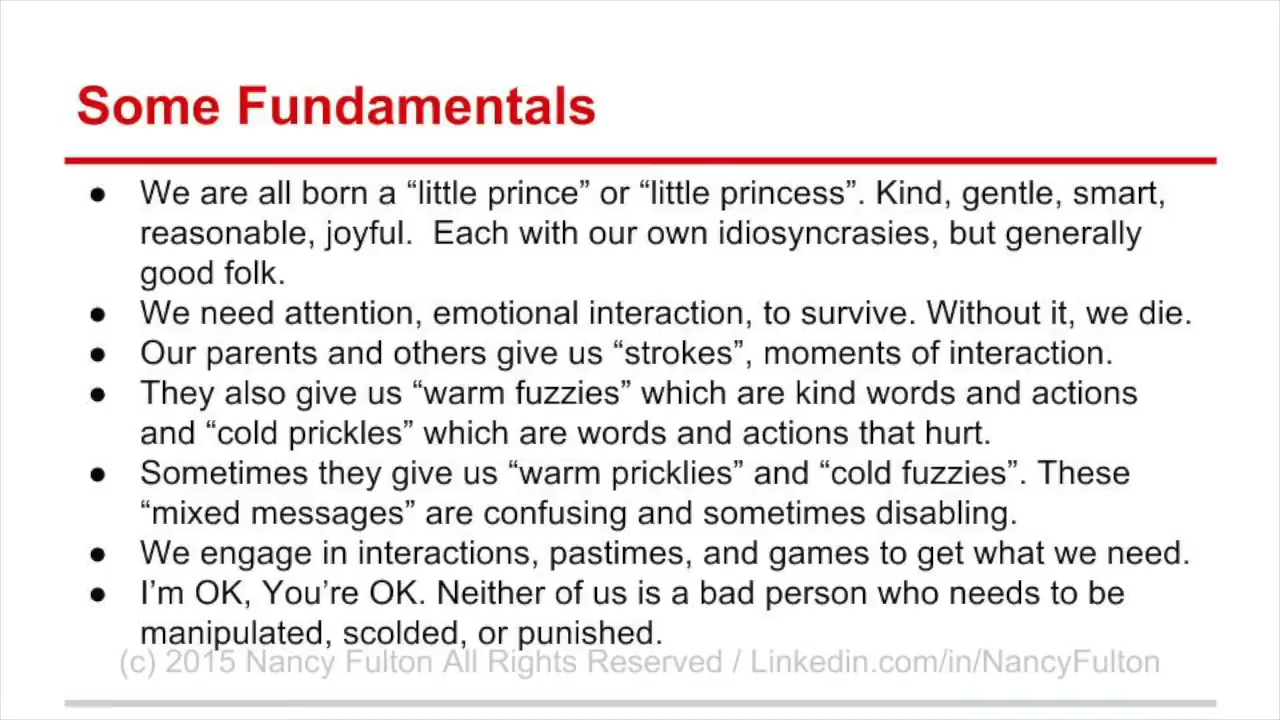 Some Fundamentals
● We are all born a “little prince” or “little princess”. Kind, gentle, smart,
reasonable, joyful.  Each with our own idiosyncrasies, but generally
good folk.
● We need attention, emotional interaction, to survive. Without it, we die.
● Our parents and others give us “strokes”, moments of interaction.
● They also give us “warm fuzzies” which are kind words and actions
and “cold prickles” which are words and actions that hurt.
● Sometimes they give us “warm pricklies” and “cold fuzzies”. These
“mixed messages” are confusing and sometimes disabling.
● We engage in interactions, pastimes, and games to get what we need.
● I’m OK, You’re OK. Neither of us is a bad person who needs to be
manipulated, scolded, or punished.
(c) 2015 Nancy Fulton All Rights Reserved / Linkedin.com/in/NancyFulton